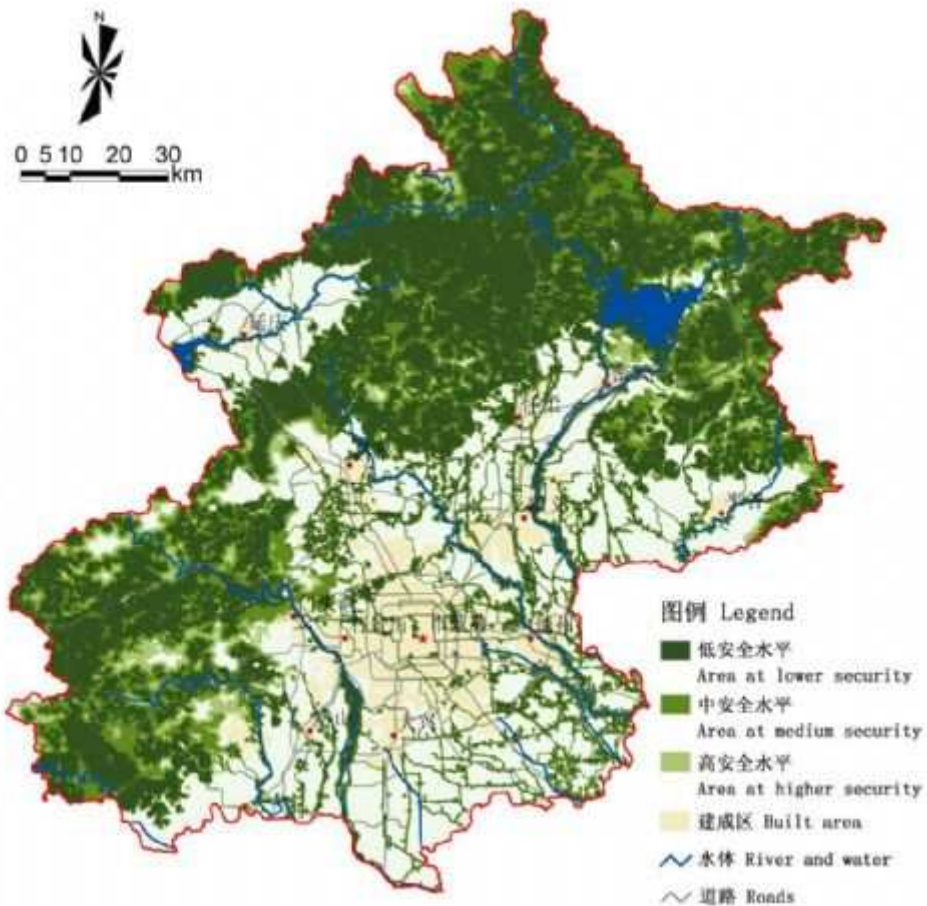 N
0 5 10 20 30
km
图例 Legend
低安全水平
Area at lower security
中安全水平
Area at medium security
高安全水平
Area at higher security
建成区 Built area
水体 River and water
道路 Roads